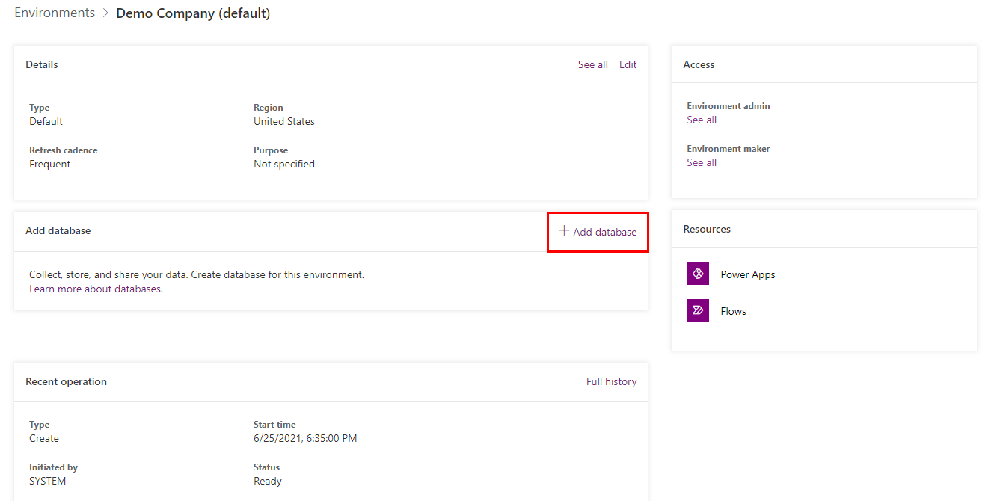 Environments > Demo Company (default)
Details
See all Edit
Type
Default
Region
United States
Refresh cadence
Frequent
Purpose
Not specified
Add database
+ Add database
Collect, store, and share your data. Create database for this environment.
Learn more about databases.
Recent operation
Full history
Type
Create
Start time
6/25/2021, 6:35:00 PM
Initiated by
SYSTEM
Status
Ready
Access
Environment admin
See all
Environment maker
See all
Resources
Power Apps
Flows